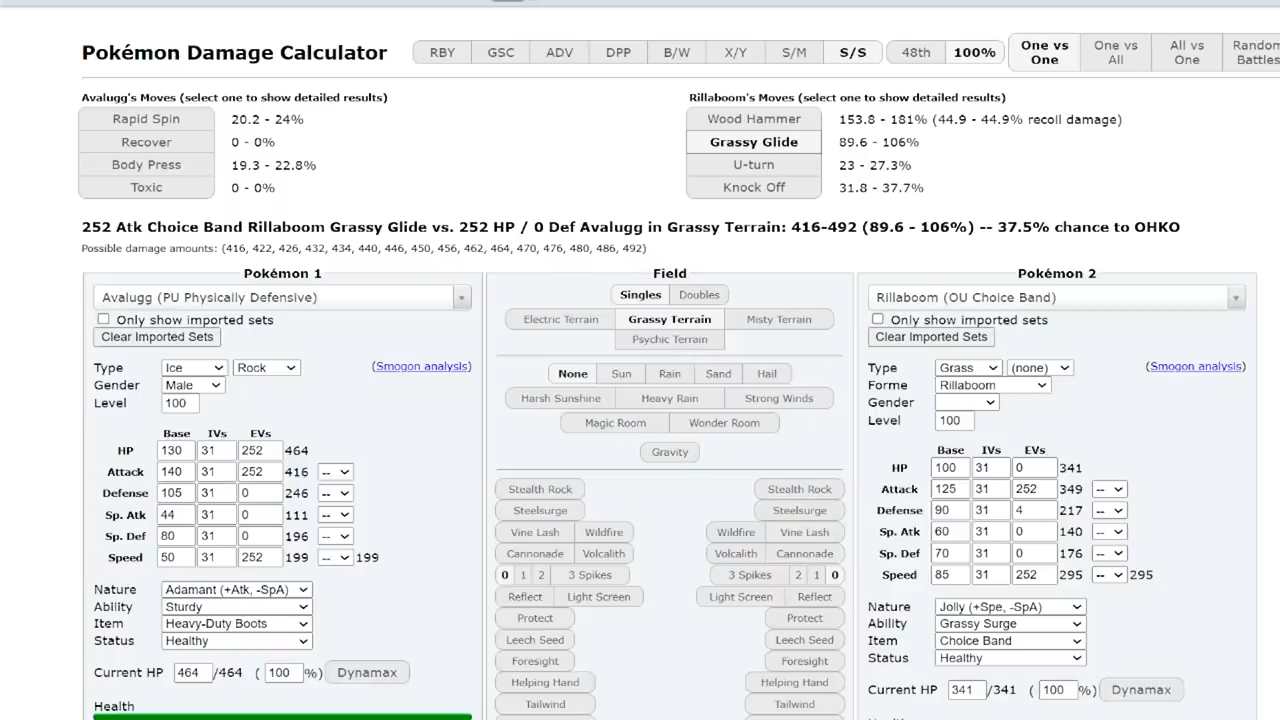 Pokémon Damage Calculator
RBY GSC ADV DPP B/W X/Y S/M S/S 48th 100% One vs One One vs All All vs One Random Battles
Avalugg's Moves (select one to show detailed results)
Rapid Spin 20.2 - 24%
Recover 0 - 0%
Body Press 19.3 - 22.8%
Toxic 0 - 0%
Rillaboom's Moves (select one to show detailed results)
Wood Hammer 153.8 - 181% (44.9 - 44.9% recoil damage)
Grassy Glide 89.6 - 106%
U-turn 23 - 27.3%
Knock Off 31.8 - 37.7%
252 Atk Choice Band Rillaboom Grassy Glide vs. 252 HP / 0 Def Avalugg in Grassy Terrain: 416-492 (89.6 - 106%) -- 37.5% chance to OHKO
Possible damage amounts: (416, 422, 426, 432, 434, 440, 446, 450, 456, 462, 464, 470, 476, 480, 486, 492)
Pokémon 1
Avalugg (PU Physically Defensive)
Only show imported sets
Clear Imported Sets
Type Ice Rock (Smogon analysis)
Gender Male
Level 100
Base IVs EVs
HP 130 31 252 464
Attack 140 31 252 416 --
Defense 105 31 0 246 --
Sp. Atk 44 31 0 111 --
Sp. Def 80 31 0 196 --
Speed 50 31 252 199 -- 199
Nature Adamant (+Atk, -SpA)
Ability Sturdy
Item Heavy-Duty Boots
Status Healthy
Current HP 464 /464 ( 100 %) Dynamax
Health
Field
Singles Doubles
Electric Terrain Grassy Terrain Misty Terrain
Psychic Terrain
None Sun Rain Sand Hail
Harsh Sunshine Heavy Rain Strong Winds
Magic Room Wonder Room
Gravity
Stealth Rock Stealth Rock
Steelsurge Steelsurge
Vine Lash Wildfire Wildfire Vine Lash
Cannonade Volcalith Volcalith Cannonade
0 1 2 3 Spikes 3 Spikes 2 1 0
Reflect Light Screen Light Screen Reflect
Protect Protect
Leech Seed Leech Seed
Foresight Foresight
Helping Hand Helping Hand
Tailwind Tailwind
Pokémon 2
Rillaboom (OU Choice Band)
Only show imported sets
Clear Imported Sets
Type Grass (none) (Smogon analysis)
Forme Rillaboom
Gender
Level 100
Base IVs EVs
HP 100 31 0 341
Attack 125 31 252 349 --
Defense 90 31 4 217 --
Sp. Atk 60 31 0 140 --
Sp. Def 70 31 0 176 --
Speed 85 31 252 295 -- 295
Nature Jolly (+Spe, -SpA)
Ability Grassy Surge
Item Choice Band
Status Healthy
Current HP 341 /341 ( 100 %) Dynamax